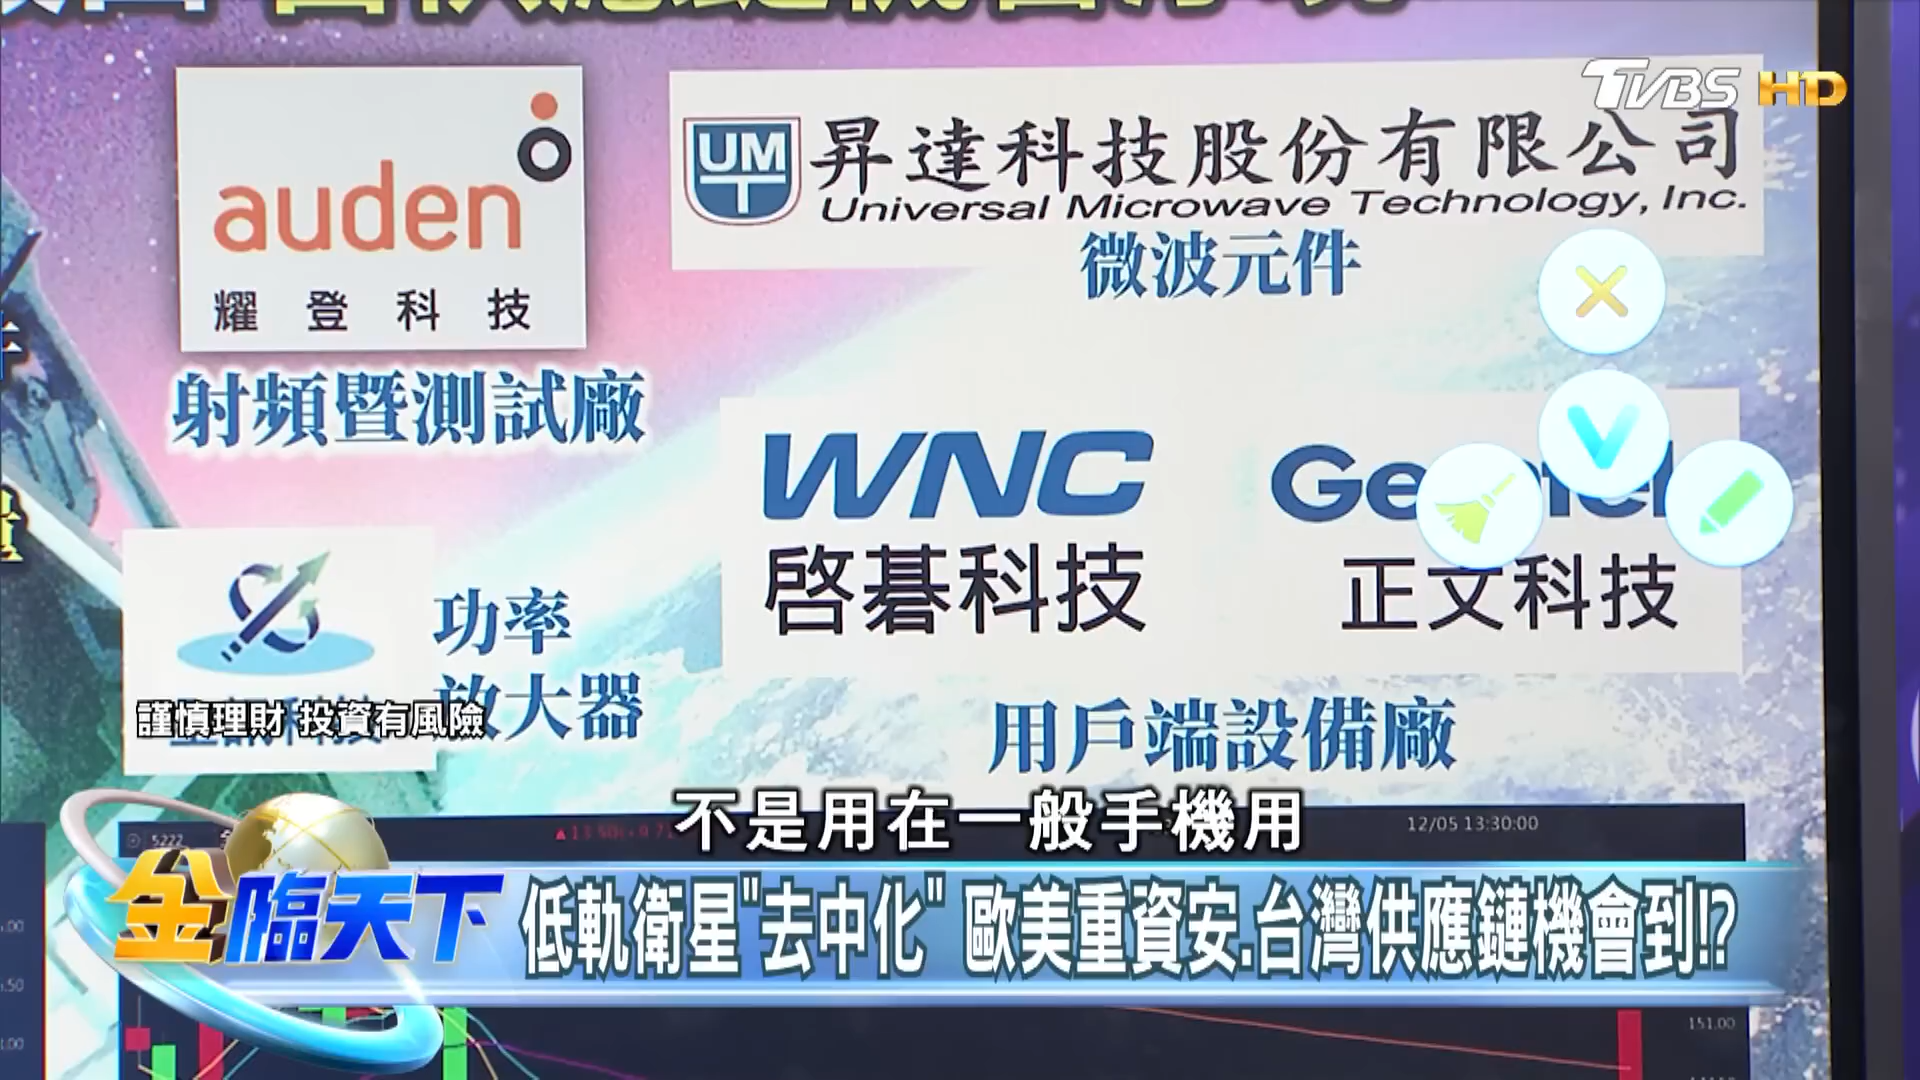 TVBS HD
auden
耀登科技
射頻暨測試廠
UMT
昇達科技股份有限公司
Universal Microwave Technology, Inc.
微波元件
WNC
啓碁科技
正文科技
用戶端設備廠
功率
放大器
謹慎理財 投資有風險
不是用在一般手機用
5222
12/05 13:30:00
金臨天下
低軌衛星"去中化" 歐美重資安.台灣供應鏈機會到!?
151.00